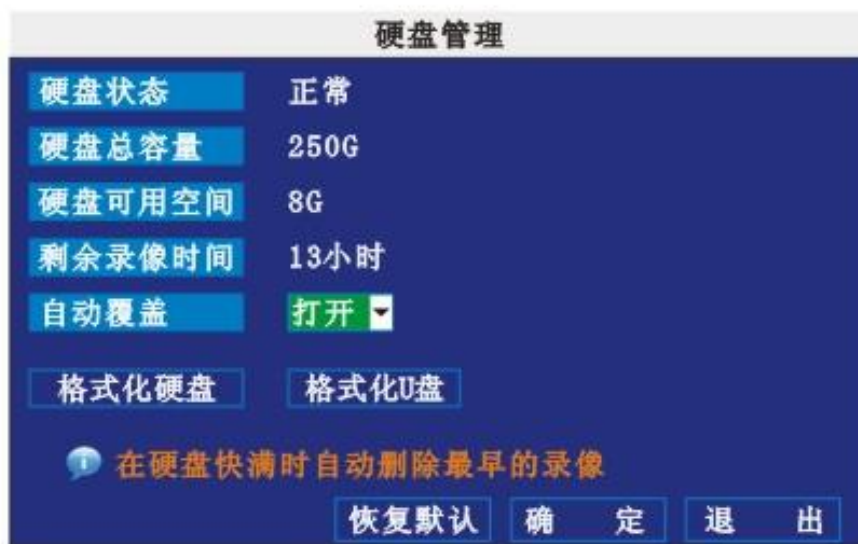 硬盘管理
硬盘状态 正常
硬盘总容量 250G
硬盘可用空间 8G
剩余录像时间 13小时
自动覆盖 打开
格式化硬盘 格式化U盘
在硬盘快满时自动删除最早的录像
恢复默认 确 定 退 出